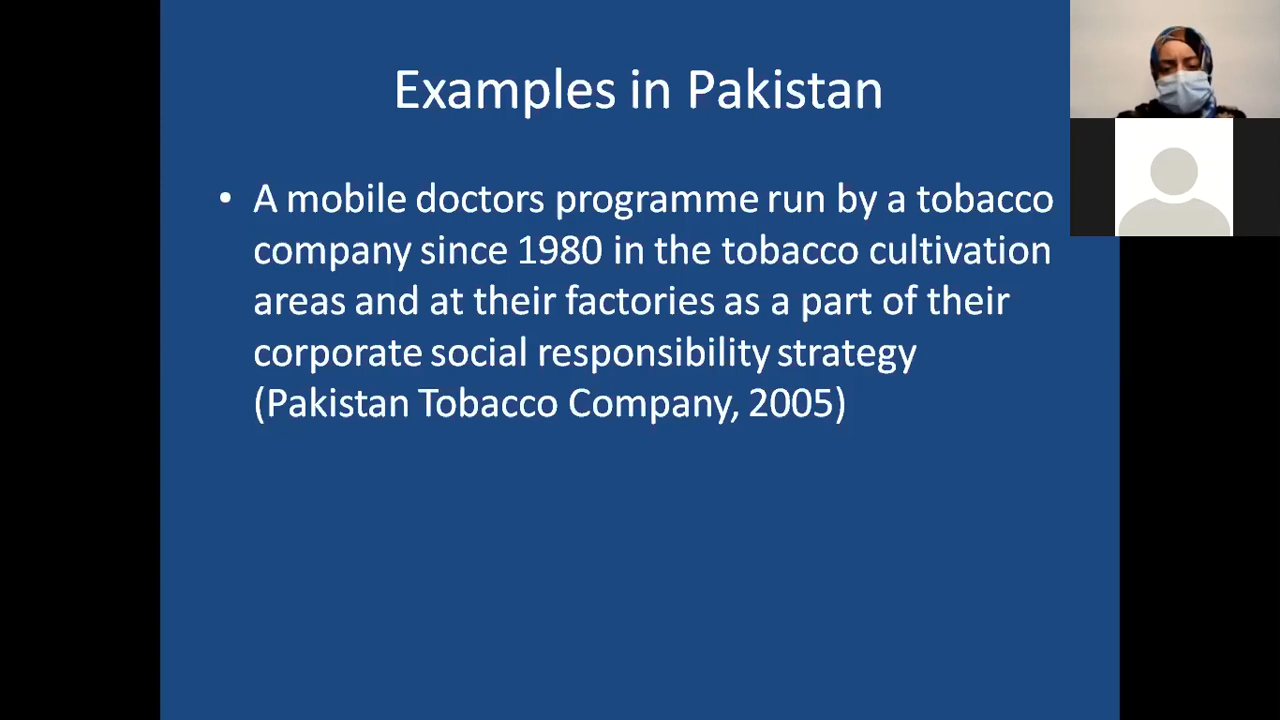 Examples in Pakistan
• A mobile doctors programme run by a tobacco
company since 1980 in the tobacco cultivation
areas and at their factories as a part of their
corporate social responsibility strategy
(Pakistan Tobacco Company, 2005)